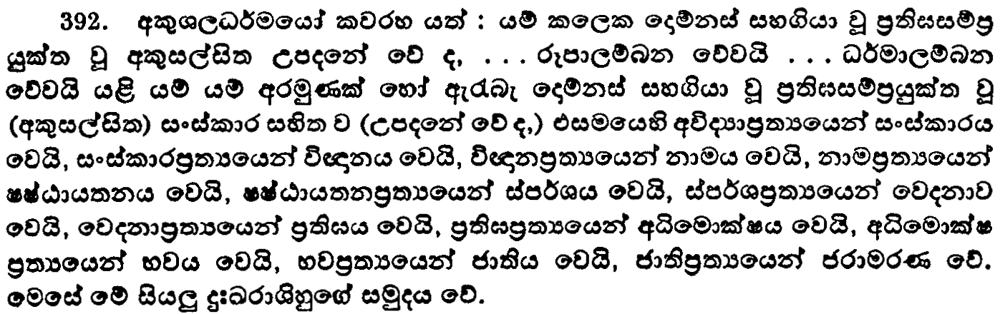 392. අකුශලධර්මයෝ කවරහ යත් : යම් කලෙක දොම්නස් සහගියා වූ ප්‍රතිඝසම්ප්‍ර
යුක්ත වූ අකුසල්සිත උපදනේ වේ ද, ... රූපාලම්බන වේවයි ... ධර්මාලම්බන
වේවයි යළි යම් යම් අරමුණක් හෝ ඇරැබැ දොම්නස් සහගියා වූ ප්‍රතිඝසම්ප්‍රයුක්ත වූ
(අකුසල්සිත) සංස්කාර සහිත ව (උපදනේ වේ ද,) එසමයෙහි අවිද්‍යාප්‍රත්‍යයෙන් සංස්කාරය
වෙයි, සංස්කාරප්‍රත්‍යයෙන් විඥානය වෙයි, විඥානප්‍රත්‍යයෙන් නාමය වෙයි, නාමප්‍රත්‍යයෙන්
ෂෂ්ඨායතනය වෙයි, ෂෂ්ඨායතනප්‍රත්‍යයෙන් ස්පර්ශය වෙයි, ස්පර්ශප්‍රත්‍යයෙන් වෙදනාව
වෙයි, වෙදනාප්‍රත්‍යයෙන් ප්‍රතිඝය වෙයි, ප්‍රතිඝප්‍රත්‍යයෙන් අධිමොක්ෂය වෙයි, අධිමොක්ෂ
ප්‍රත්‍යයෙන් භවය වෙයි, භවප්‍රත්‍යයෙන් ජාතිය වෙයි, ජාතිප්‍රත්‍යයෙන් ජරාමරණ වේ.
මෙසේ මේ සියලු දුඃඛරාශිහුගේ සමුදය වේ.